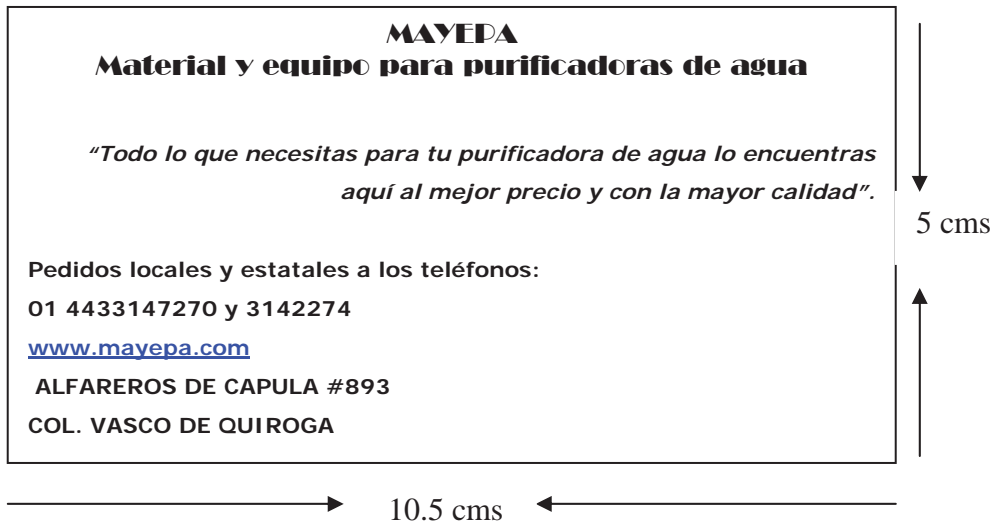 MAYEPA
Material y equipo para purificadoras de agua
“Todo lo que necesitas para tu purificadora de agua lo encuentras
aquí al mejor precio y con la mayor calidad”.
5 cms
Pedidos locales y estatales a los teléfonos:
01 4433147270 y 3142274
www.mayepa.com
ALFAREROS DE CAPULA #893
COL. VASCO DE QUIROGA
10.5 cms